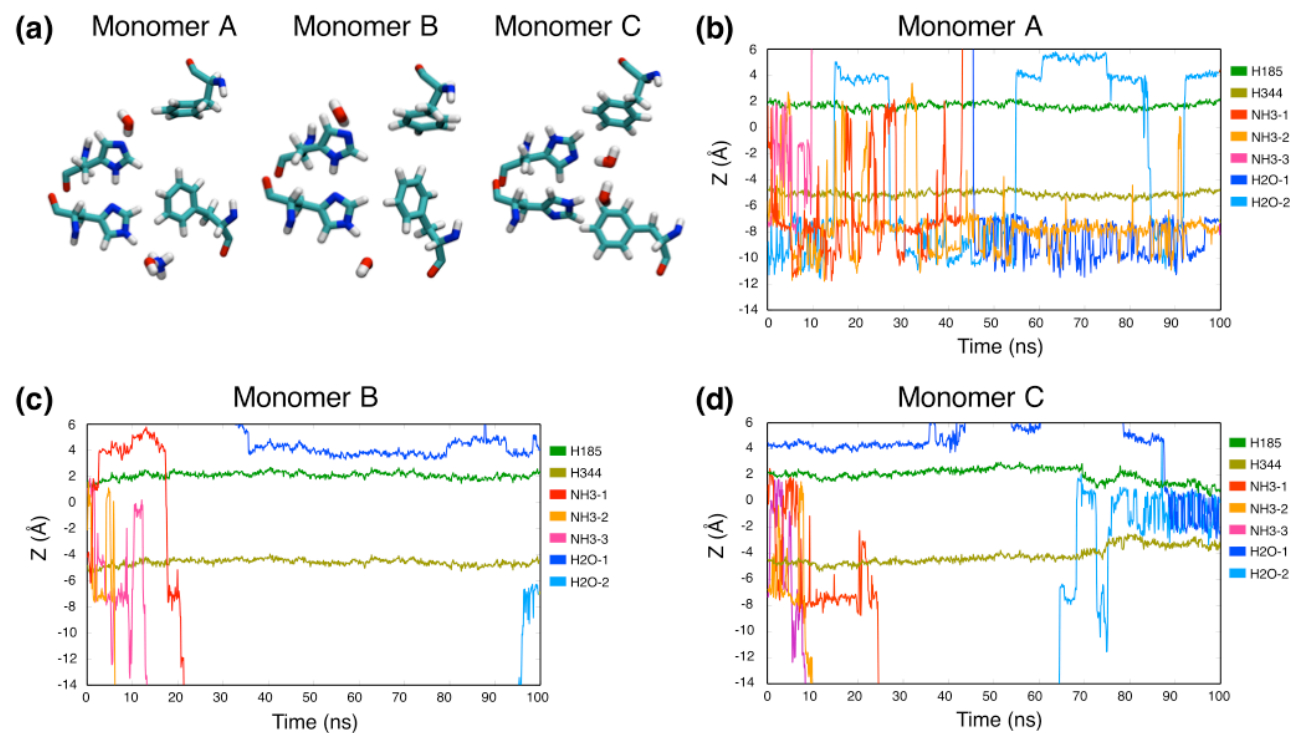 (a) Monomer A Monomer B Monomer C
(b) Monomer A
Z (Å)
6
4
2
0
-2
-4
-6
-8
-10
-12
-14
0 10 20 30 40 50 60 70 80 90 100
Time (ns)
H185
H344
NH3-1
NH3-2
NH3-3
H2O-1
H2O-2
(c) Monomer B
Z (Å)
6
4
2
0
-2
-4
-6
-8
-10
-12
-14
0 10 20 30 40 50 60 70 80 90 100
Time (ns)
H185
H344
NH3-1
NH3-2
NH3-3
H2O-1
H2O-2
(d) Monomer C
Z (Å)
6
4
2
0
-2
-4
-6
-8
-10
-12
-14
0 10 20 30 40 50 60 70 80 90 100
Time (ns)
H185
H344
NH3-1
NH3-2
NH3-3
H2O-1
H2O-2